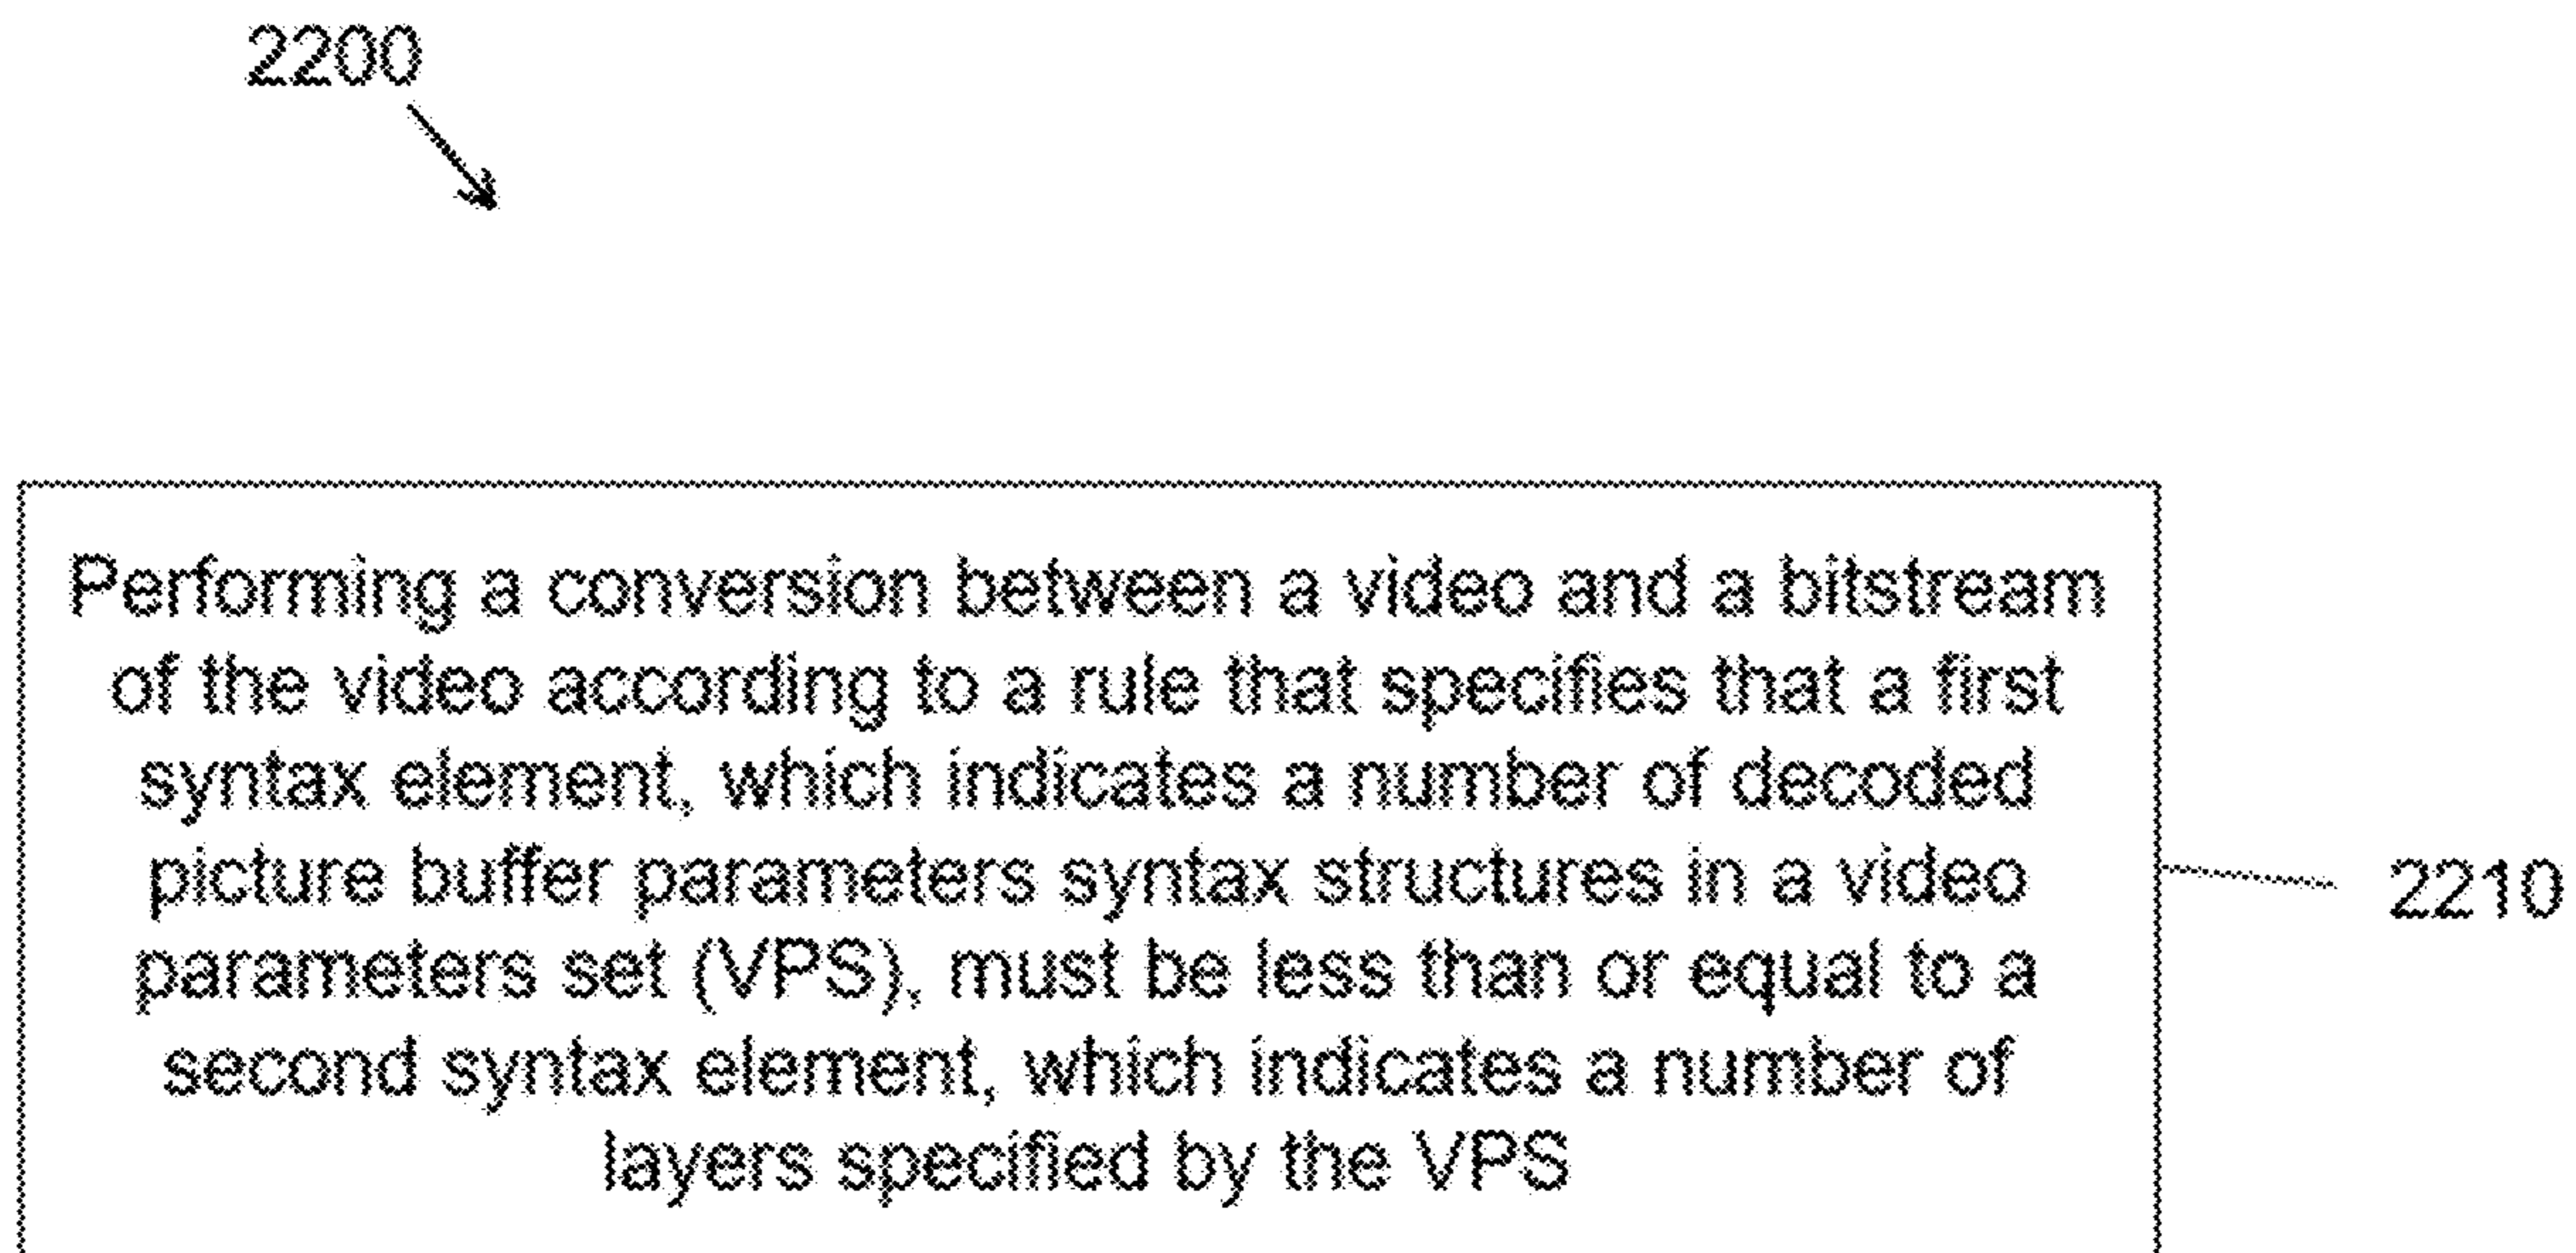 2200
Performing a conversion between a video and a bitstream
of the video according to a rule that specifies that a first
syntax element, which indicates a number of decoded
picture buffer parameters syntax structures in a video
parameters set (VPS), must be less than or equal to a
second syntax element, which indicates a number of
layers specified by the VPS
2210